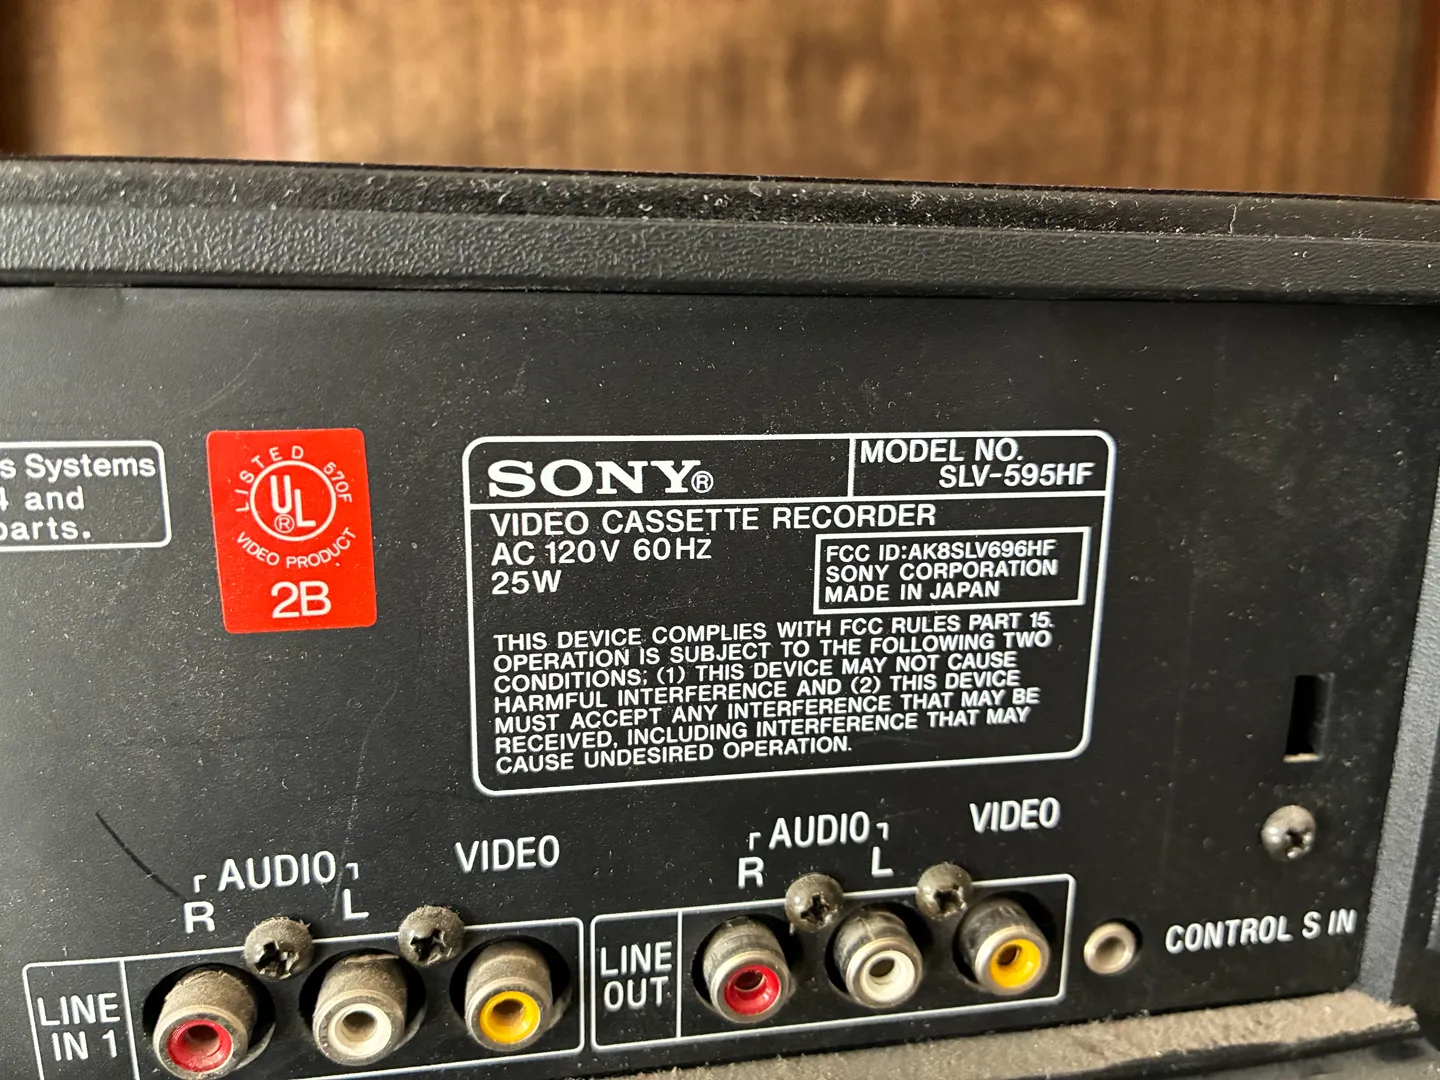 s Systems
4 and
parts.
LISTED 570F
UL®
VIDEO PRODUCT
2B
SONY®
MODEL NO.
SLV-595HF
VIDEO CASSETTE RECORDER
AC 120V 60HZ
25W
FCC ID:AK8SLV696HF
SONY CORPORATION
MADE IN JAPAN
THIS DEVICE COMPLIES WITH FCC RULES PART 15.
OPERATION IS SUBJECT TO THE FOLLOWING TWO
CONDITIONS; (1) THIS DEVICE MAY NOT CAUSE
HARMFUL INTERFERENCE AND (2) THIS DEVICE
MUST ACCEPT ANY INTERFERENCE THAT MAY BE
RECEIVED, INCLUDING INTERFERENCE THAT MAY
CAUSE UNDESIRED OPERATION.
AUDIO
R L
VIDEO
LINE
IN 1
AUDIO
R L
VIDEO
LINE
OUT
CONTROL S IN